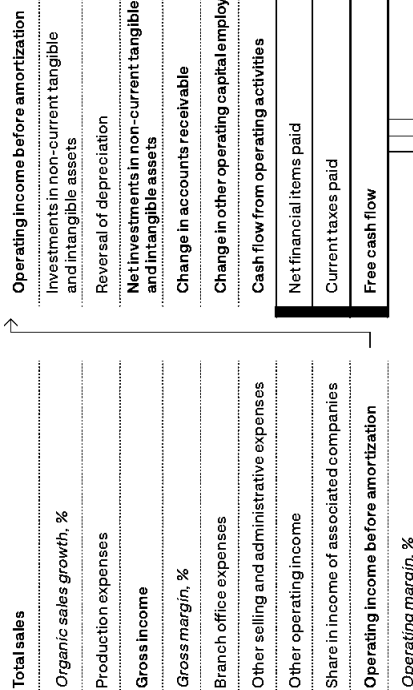 Total sales
Organic sales growth, %
Production expenses
Gross income
Gross margin, %
Branch office expenses
Other selling and administrative expenses
Other operating income
Share in income of associated companies
Operating income before amortization
Operating margin, %
Operating income before amortization
Investments in non-current tangible
and intangible assets
Reversal of depreciation
Net investments in non-current tangible
and intangible assets
Change in accounts receivable
Change in other operating capital employ
Cash flow from operating activities
Net financial items paid
Current taxes paid
Free cash flow